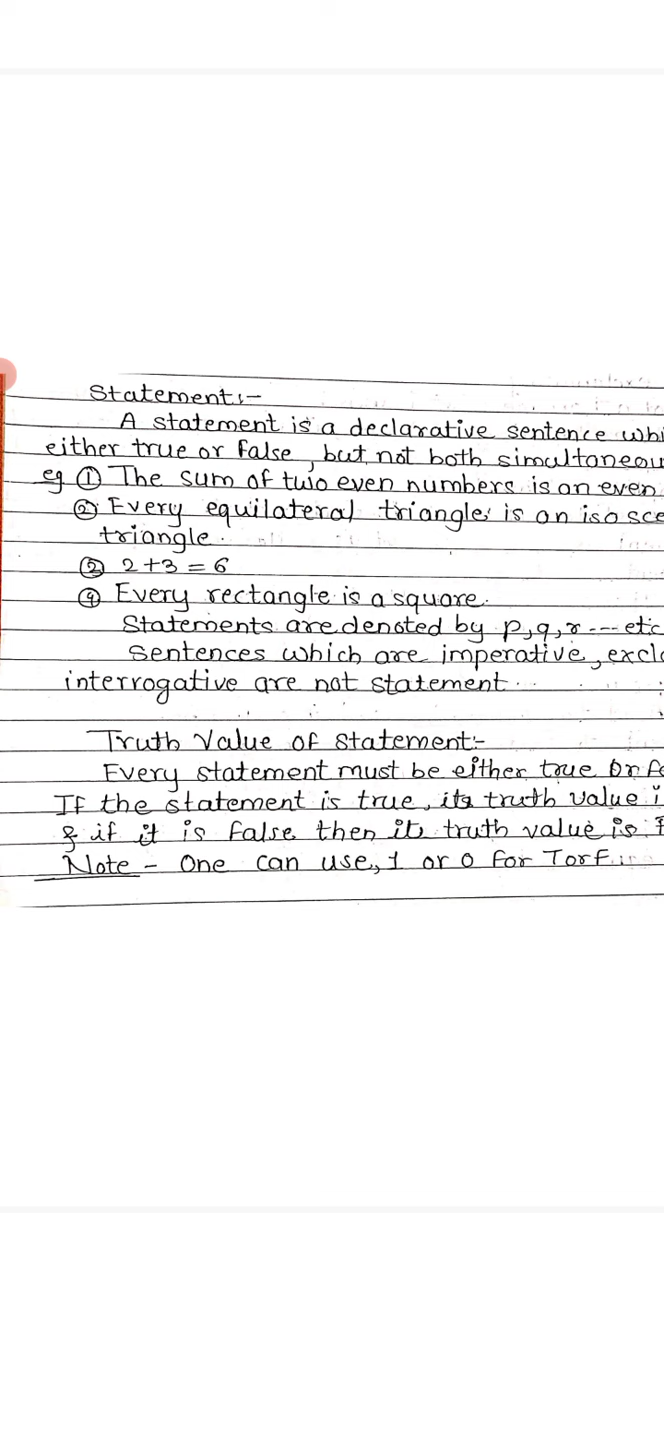 Statement:-
A statement is a declarative sentence whi
either true or false, but not both simultaneou
eg ① The sum of two even numbers is an even
② Every equilateral triangle is an isosce
triangle.
③ 2+3 = 6
④ Every rectangle is a square.
Statements are denoted by p,q,r --- etc
Sentences which are imperative, excla
interrogative are not statement.
Truth Value of statement:-
Every statement must be either true or fa
If the statement is true, its truth value i
& if it is false then its truth value is F
Note - One can use, 1 or 0 for T or F.